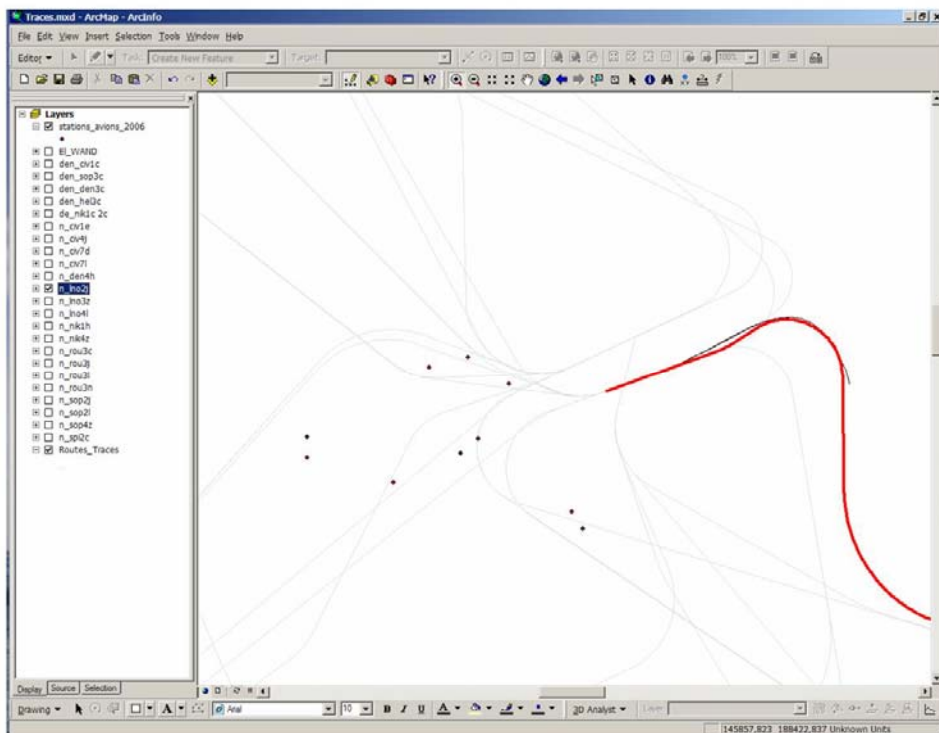 Traces.mxd - ArcMap - ArcInfo
File Edit View Insert Selection Tools Window Help
Editor Task: Create New Feature Target:
100%
Layers
stations_avions_2006
El_WAND
den_civ1c
den_sop3c
den_den3c
den_hel3c
de_nik1c 2c
n_civ1e
n_civ4j
n_civ7d
n_civ7l
n_den4h
n_lno2j
n_lno3z
n_lno4l
n_nik1h
n_nik4z
n_rou3c
n_rou3j
n_rou3l
n_rou3n
n_sop2j
n_sop2l
n_sop4z
n_spi2c
Routes_Traces
Display Source Selection
Drawing A Arial 10 B I U A 3D Analyst Layer
145857,823 188422,837 Unknown Units